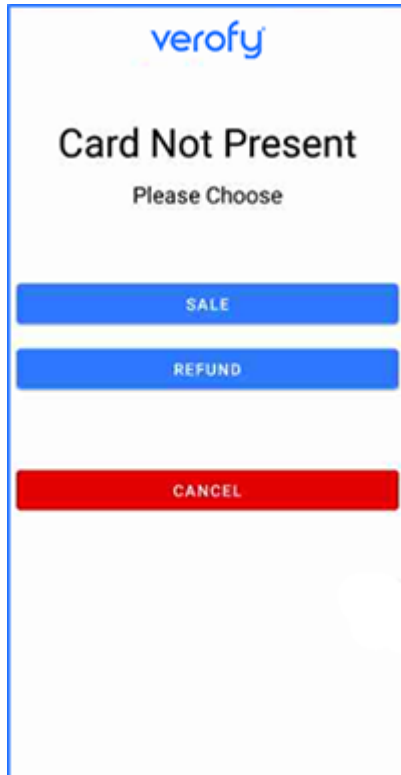 verofy
Card Not Present
Please Choose
SALE
REFUND
CANCEL